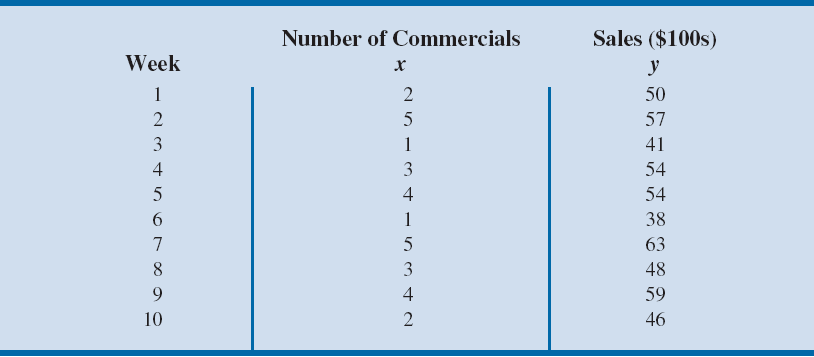 Number of Commercials Sales ($100s)
Week x y
1 2 50
2 5 57
3 1 41
4 3 54
5 4 54
6 1 38
7 5 63
8 3 48
9 4 59
10 2 46